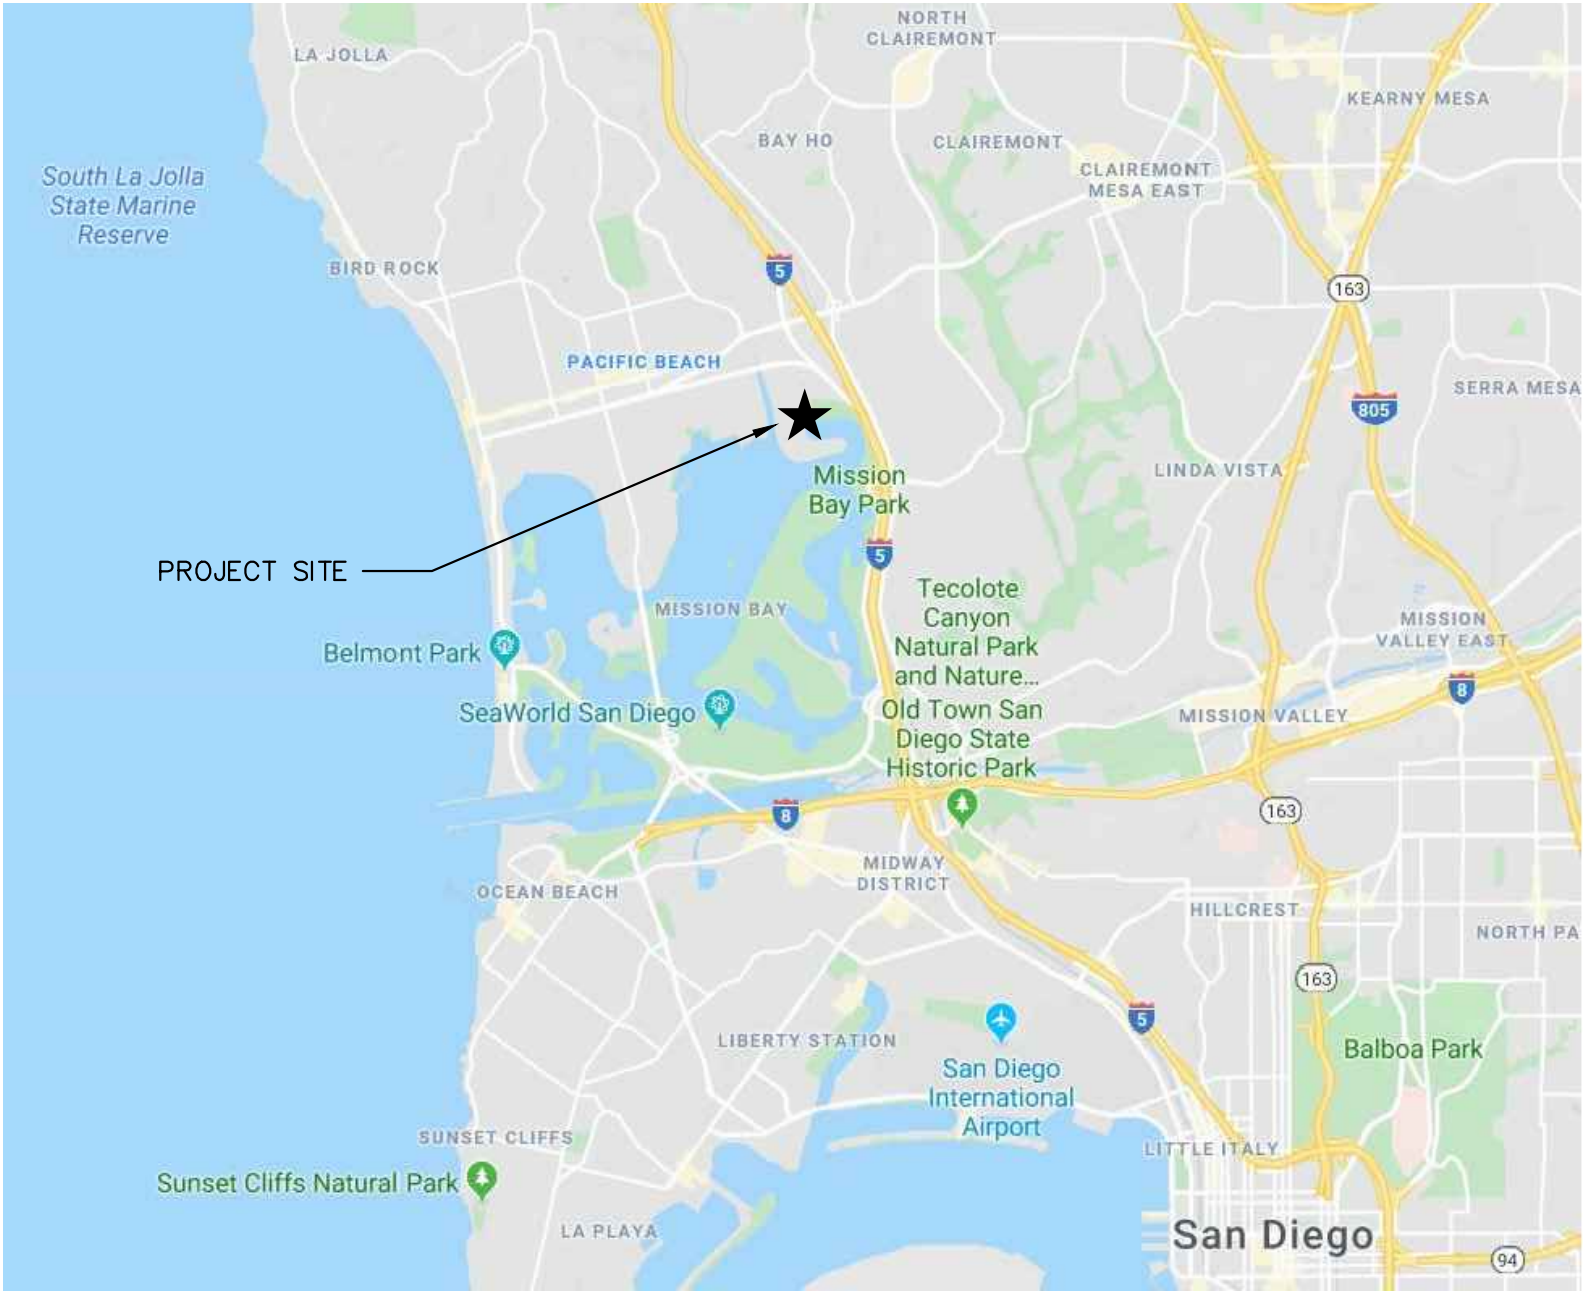 NORTH
CLAIREMONT
LA JOLLA
KEARNY MESA
BAY HO
CLAIREMONT
CLAIREMONT
MESA EAST
South La Jolla
State Marine
Reserve
BIRD ROCK
5
163
PACIFIC BEACH
SERRA MESA
805
Mission
Bay Park
LINDA VISTA
PROJECT SITE
5
Tecolote
Canyon
Natural Park
and Nature...
MISSION BAY
MISSION
VALLEY EAST
Belmont Park
8
SeaWorld San Diego
Old Town San
Diego State
Historic Park
MISSION VALLEY
8
163
MIDWAY
DISTRICT
OCEAN BEACH
HILLCREST
NORTH PA
163
5
LIBERTY STATION
San Diego
International
Airport
Balboa Park
SUNSET CLIFFS
LITTLE ITALY
Sunset Cliffs Natural Park
LA PLAYA
San Diego
94